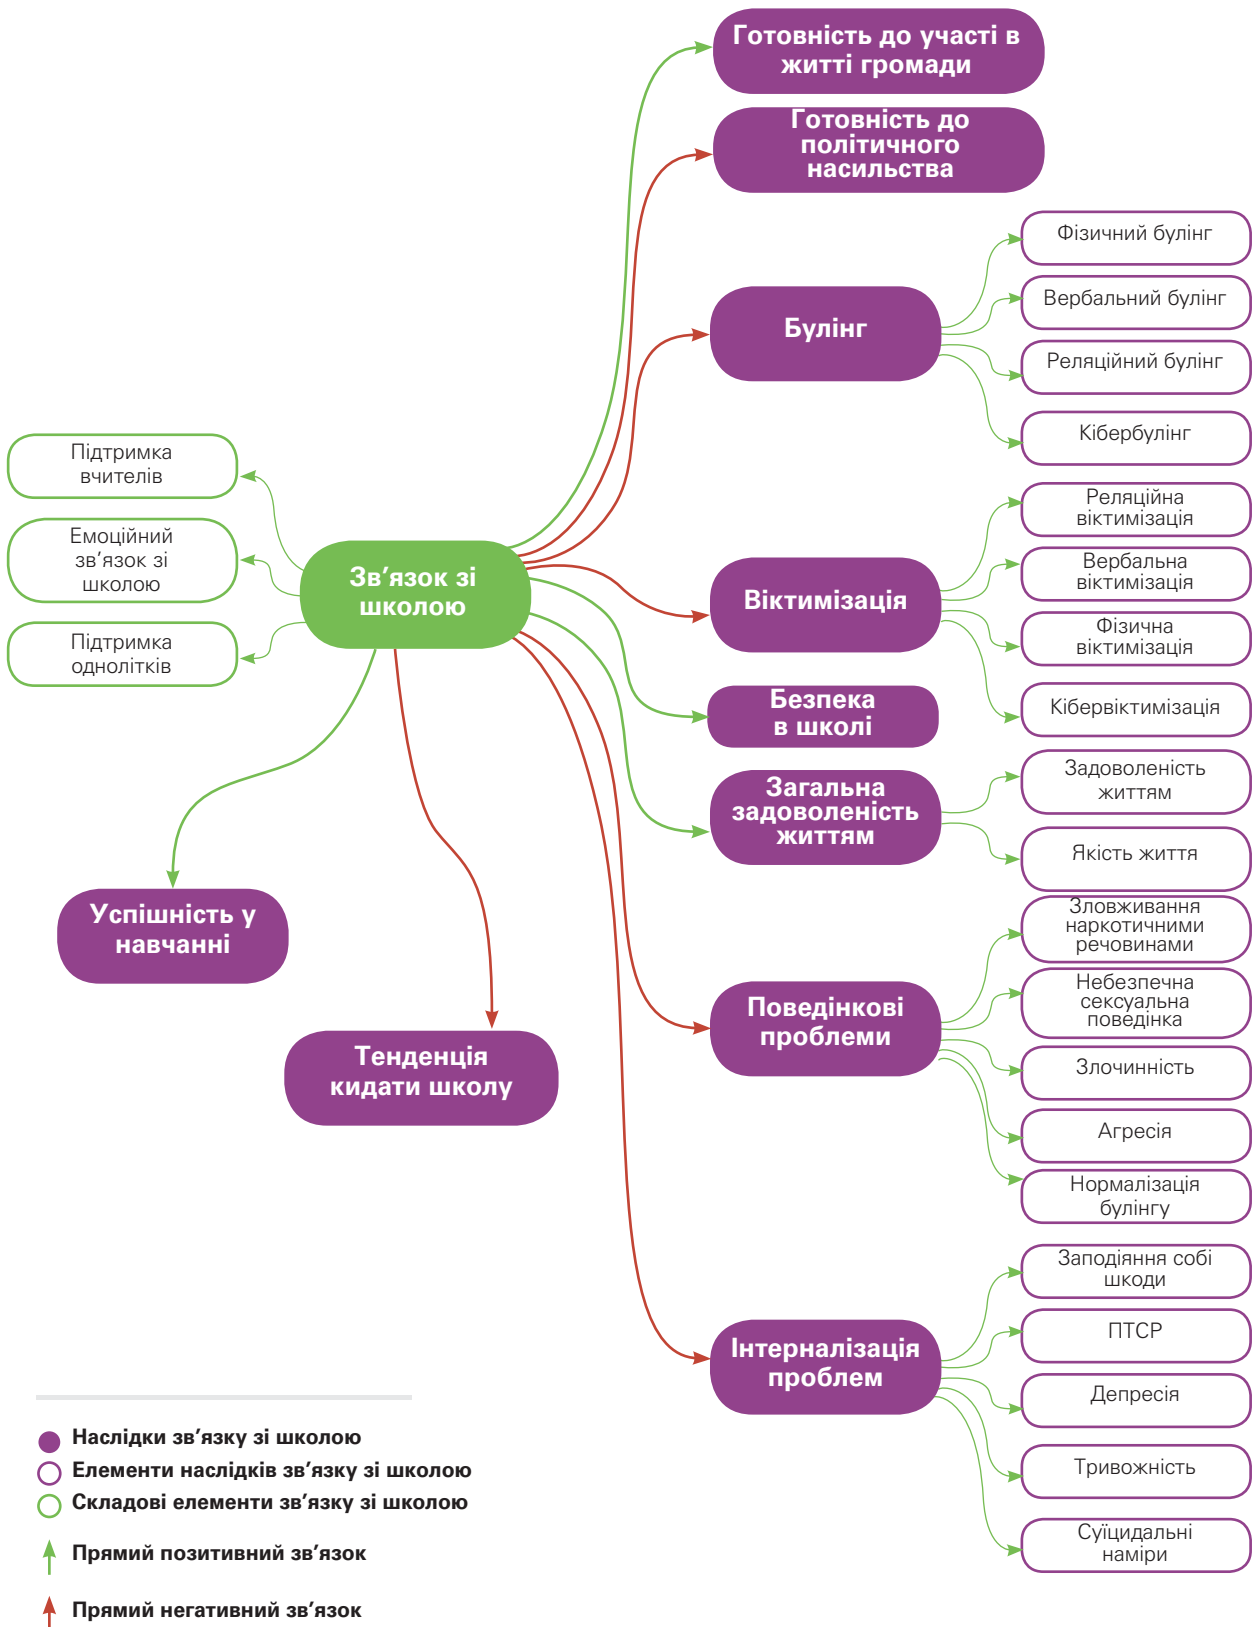 Готовність до участі в
житті громади
Готовність до
політичного
насильства
Булінг
Фізичний булінг
Вербальний булінг
Реляційний булінг
Кібербулінг
Підтримка
вчителів
Емоційний
зв'язок зі
школою
Підтримка
однолітків
Зв'язок зі
школою
Віктимізація
Реляційна
віктимізація
Вербальна
віктимізація
Фізична
віктимізація
Кібервіктимізація
Безпека
в школі
Загальна
задоволеність
життям
Задоволеність
життям
Якість життя
Успішність у
навчанні
Тенденція
кидати школу
Поведінкові
проблеми
Зловживання
наркотичними
речовинами
Небезпечна
сексуальна
поведінка
Злочинність
Агресія
Нормалізація
булінгу
Інтерналізація
проблем
Заподіяння собі
шкоди
ПТСР
Депресія
Тривожність
Суїцидальні
наміри
Наслідки зв'язку зі школою
Елементи наслідків зв'язку зі школою
Складові елементи зв'язку зі школою
Прямий позитивний зв'язок
Прямий негативний зв'язок